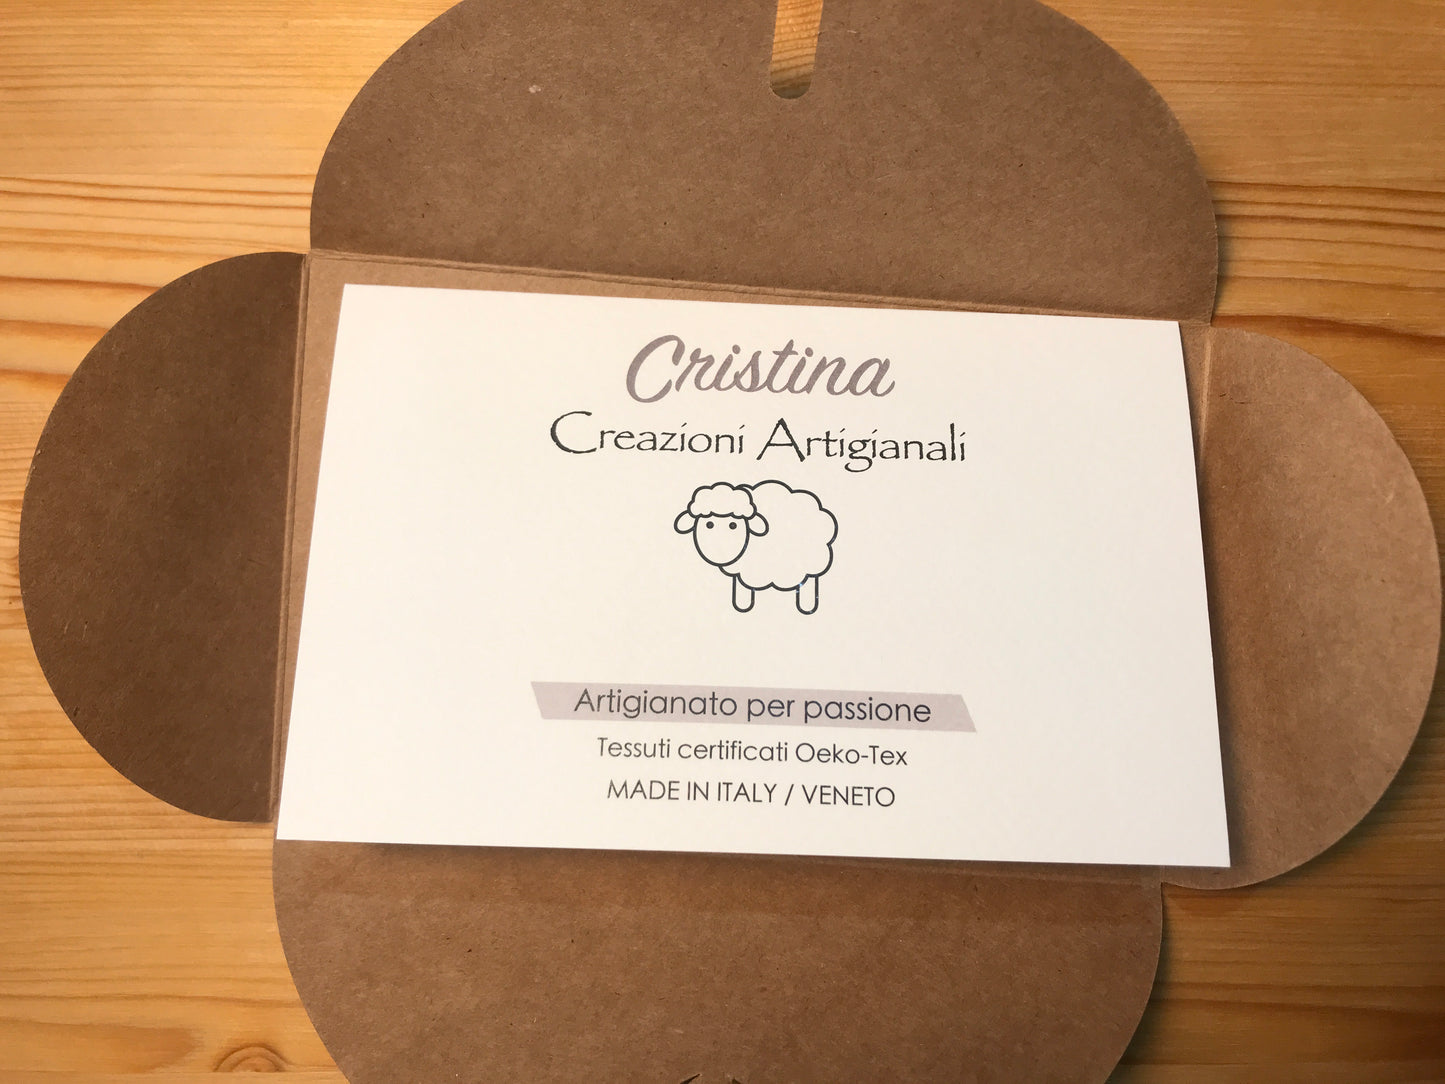 Cristina
Creazioni Artigianali
Artigianato per passione
Tessuti certificati Oeko-Tex
MADE IN ITALY / VENETO